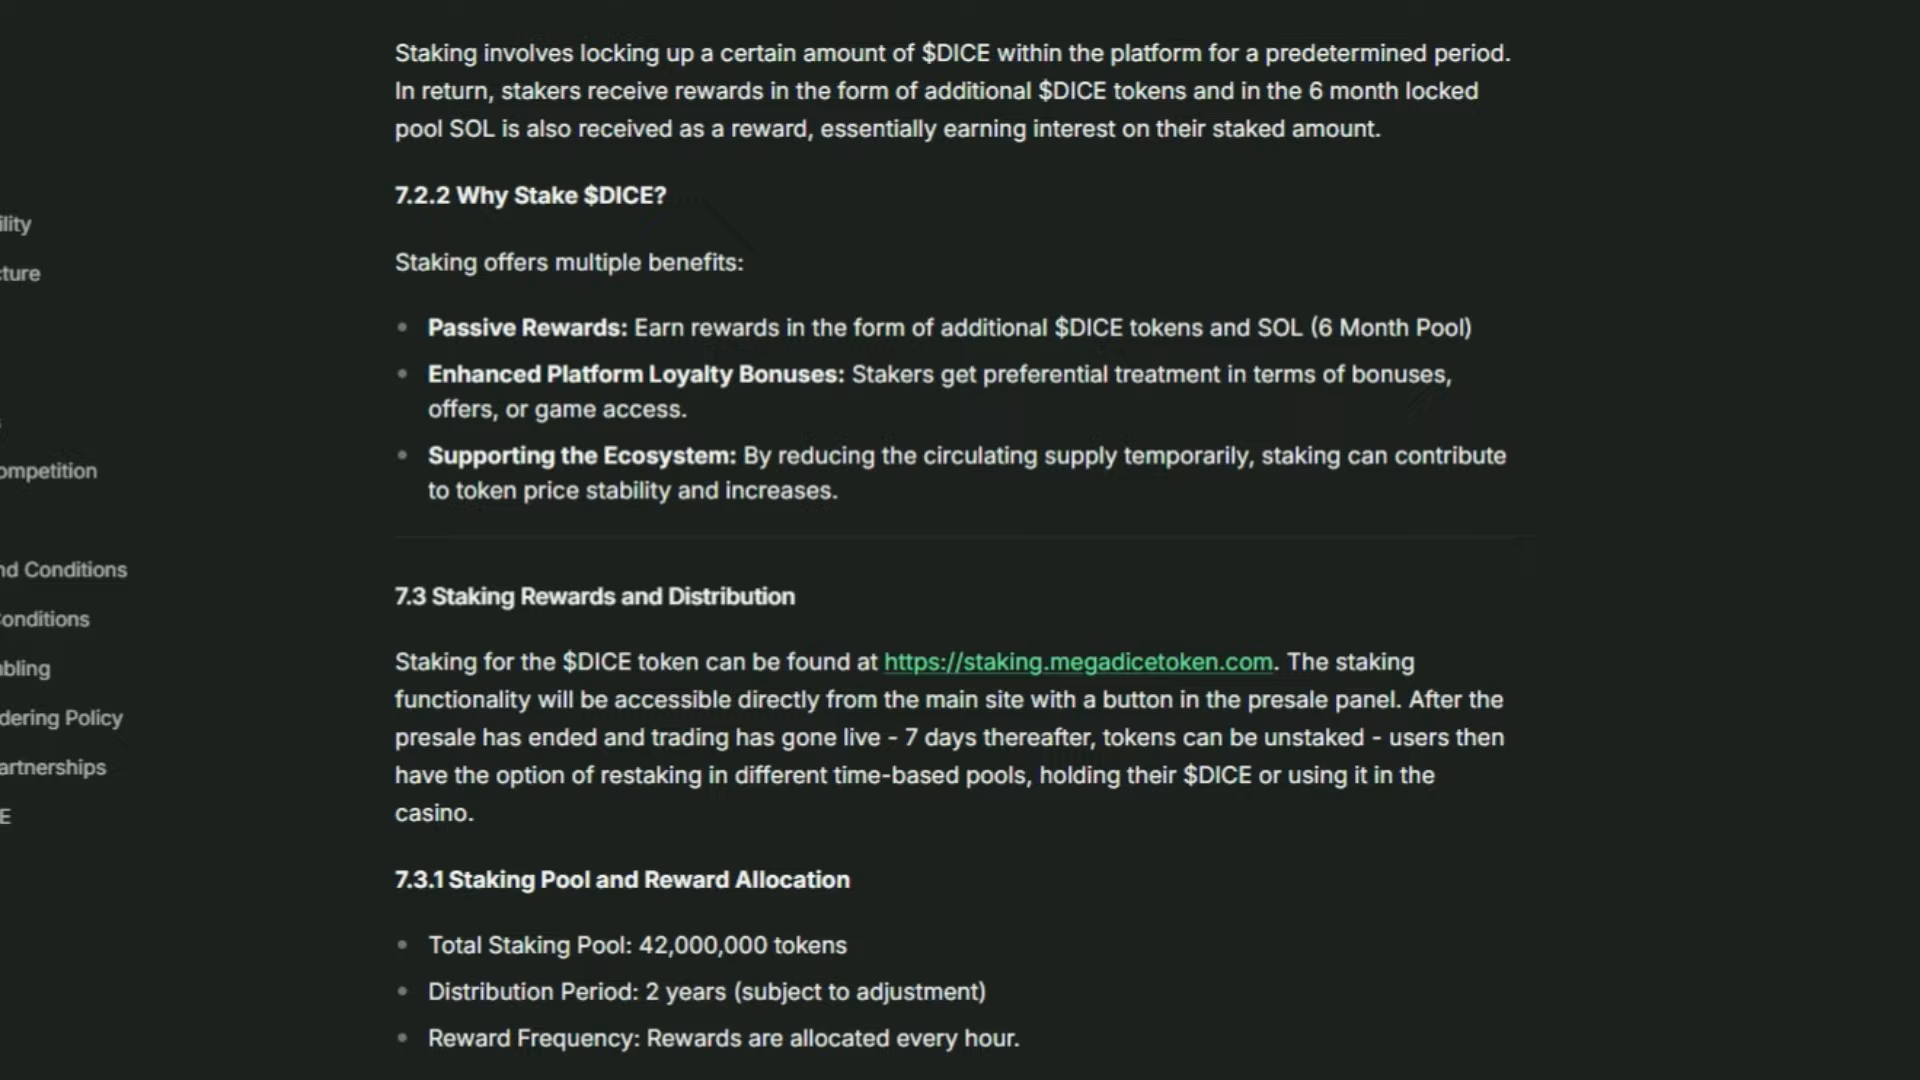 Staking involves locking up a certain amount of $DICE within the platform for a predetermined period.
In return, stakers receive rewards in the form of additional $DICE tokens and in the 6 month locked
pool SOL is also received as a reward, essentially earning interest on their staked amount.
7.2.2 Why Stake $DICE?
Staking offers multiple benefits:
Passive Rewards: Earn rewards in the form of additional $DICE tokens and SOL (6 Month Pool)
Enhanced Platform Loyalty Bonuses: Stakers get preferential treatment in terms of bonuses,
offers, or game access.
Supporting the Ecosystem: By reducing the circulating supply temporarily, staking can contribute
to token price stability and increases.
7.3 Staking Rewards and Distribution
Staking for the $DICE token can be found at https://staking.megadicetoken.com. The staking
functionality will be accessible directly from the main site with a button in the presale panel. After the
presale has ended and trading has gone live - 7 days thereafter, tokens can be unstaked - users then
have the option of restaking in different time-based pools, holding their $DICE or using it in the
casino.
7.3.1 Staking Pool and Reward Allocation
Total Staking Pool: 42,000,000 tokens
Distribution Period: 2 years (subject to adjustment)
Reward Frequency: Rewards are allocated every hour.
ility
cture
ompetition
nd Conditions
Conditions
mbling
dering Policy
artnerships
E